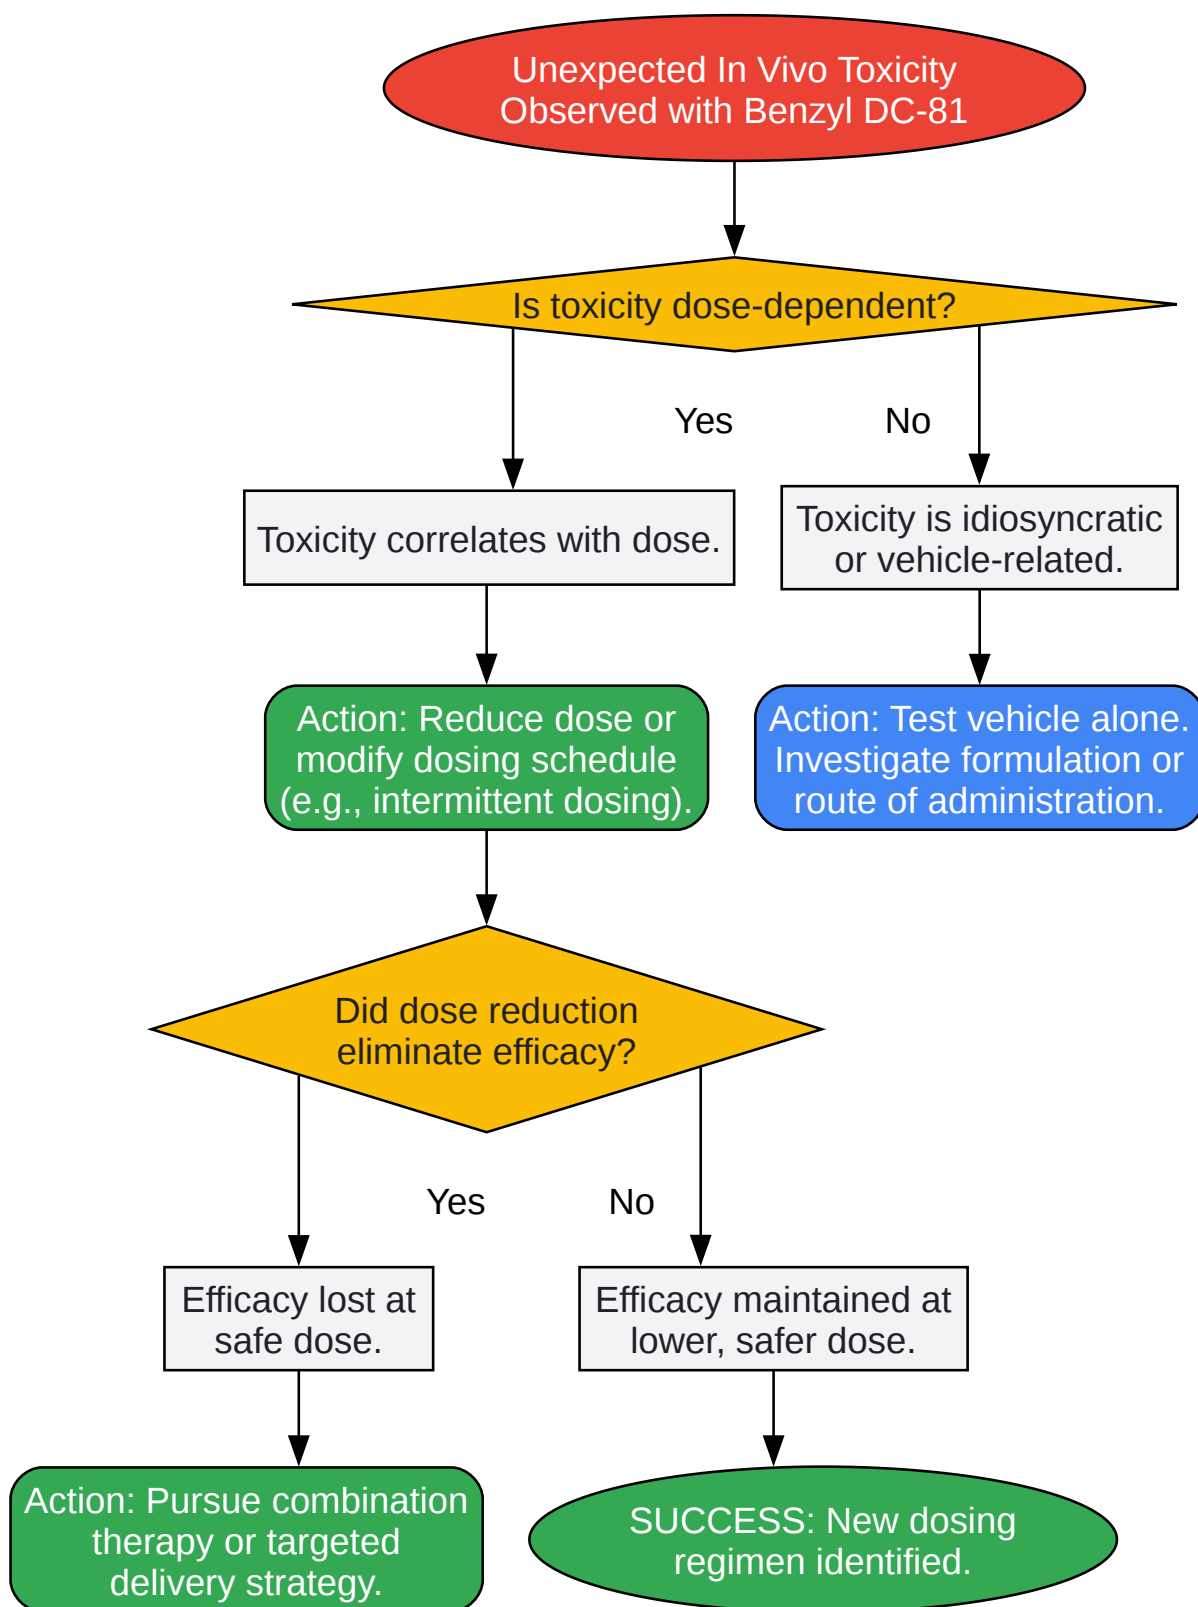 Unexpected In Vivo Toxicity
Observed with Benzyl DC-81
Is toxicity dose-dependent?
Yes
No
Toxicity correlates with dose.
Toxicity is idiosyncratic
or vehicle-related.
Action: Reduce dose or
modify dosing schedule
(e.g., intermittent dosing).
Action: Test vehicle alone.
Investigate formulation or
route of administration.
Did dose reduction
eliminate efficacy?
Yes
No
Efficacy lost at
safe dose.
Efficacy maintained at
lower, safer dose.
Action: Pursue combination
therapy or targeted
delivery strategy.
SUCCESS: New dosing
regimen identified.